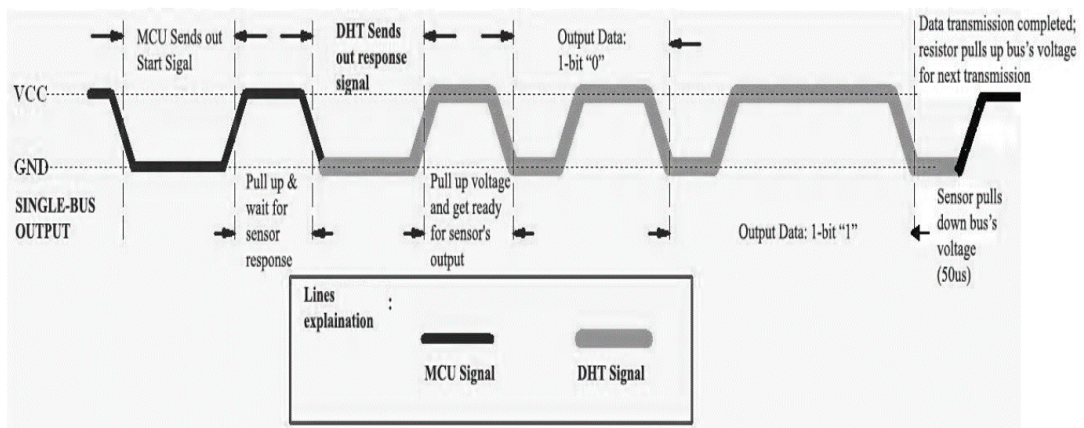 MCU Sends out
Start Sigal
DHT Sends
out response
signal
Output Data:
1-bit “0”
Data transmission completed;
resistor pulls up bus’s voltage
for next transmission
VCC
GND
SINGLE-BUS
OUTPUT
Pull up &
wait for
sensor
response
Pull up voltage
and get ready
for sensor's
output
Output Data: 1-bit “1”
Sensor pulls
down bus’s
voltage
(50us)
Lines
explaination :
MCU Signal
DHT Signal